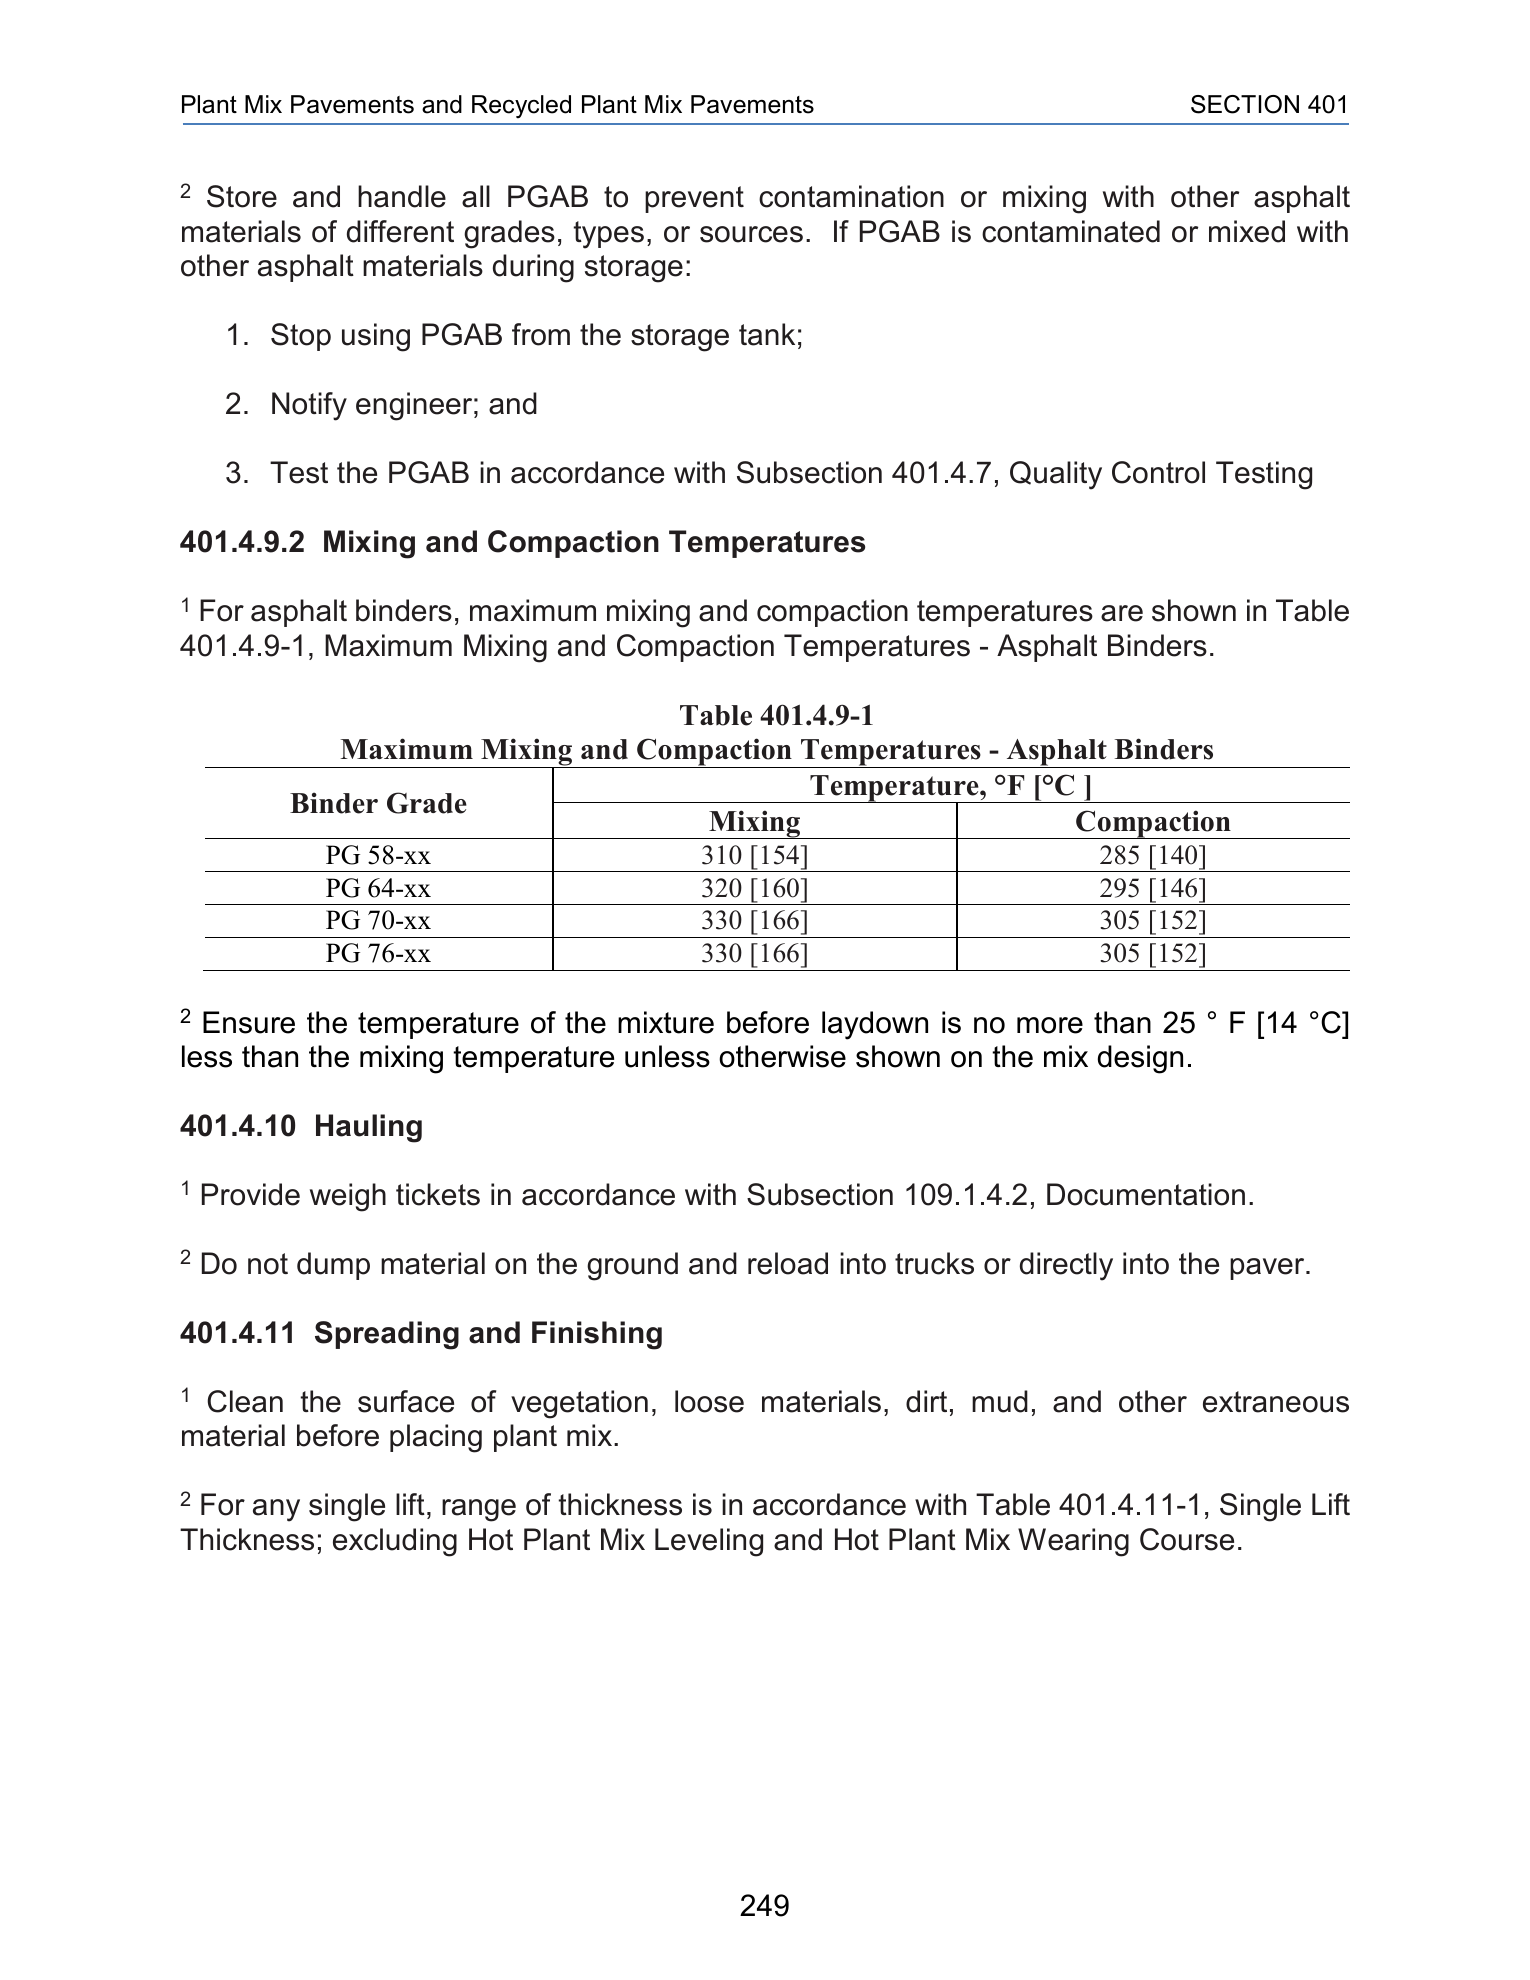 Plant Mix Pavements and Recycled Plant Mix Pavements SECTION 401
2 Store and handle all PGAB to prevent contamination or mixing with other asphalt
materials of different grades, types, or sources. If PGAB is contaminated or mixed with
other asphalt materials during storage:
1. Stop using PGAB from the storage tank;
2. Notify engineer; and
3. Test the PGAB in accordance with Subsection 401.4.7, Quality Control Testing
401.4.9.2 Mixing and Compaction Temperatures
1 For asphalt binders, maximum mixing and compaction temperatures are shown in Table
401.4.9-1, Maximum Mixing and Compaction Temperatures - Asphalt Binders.
Table 401.4.9-1
Maximum Mixing and Compaction Temperatures - Asphalt Binders
Binder Grade Temperature, °F [°C ]
Mixing Compaction
PG 58-xx 310 [154] 285 [140]
PG 64-xx 320 [160] 295 [146]
PG 70-xx 330 [166] 305 [152]
PG 76-xx 330 [166] 305 [152]
2 Ensure the temperature of the mixture before laydown is no more than 25 ° F [14 °C]
less than the mixing temperature unless otherwise shown on the mix design.
401.4.10 Hauling
1 Provide weigh tickets in accordance with Subsection 109.1.4.2, Documentation.
2 Do not dump material on the ground and reload into trucks or directly into the paver.
401.4.11 Spreading and Finishing
1 Clean the surface of vegetation, loose materials, dirt, mud, and other extraneous
material before placing plant mix.
2 For any single lift, range of thickness is in accordance with Table 401.4.11-1, Single Lift
Thickness; excluding Hot Plant Mix Leveling and Hot Plant Mix Wearing Course.
249